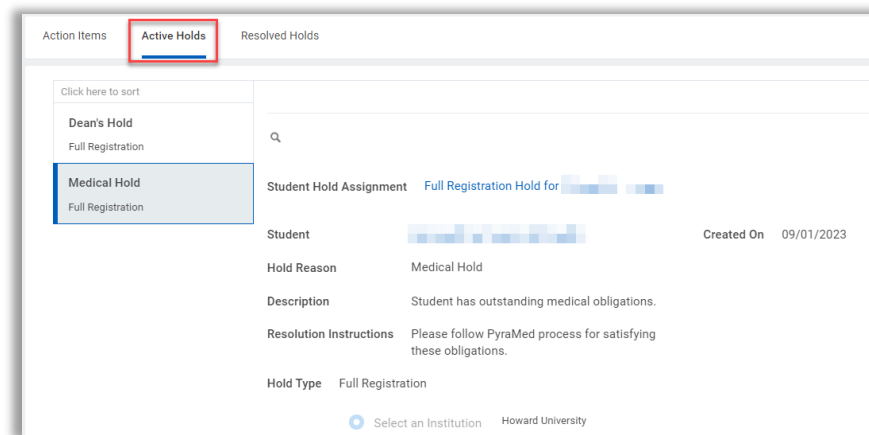 Action Items Active Holds Resolved Holds
Click here to sort
Dean's Hold
Full Registration
Medical Hold
Full Registration
Student Hold Assignment Full Registration Hold for
Student Created On 09/01/2023
Hold Reason Medical Hold
Description Student has outstanding medical obligations.
Resolution Instructions Please follow PyraMed process for satisfying
these obligations.
Hold Type Full Registration
Select an Institution Howard University